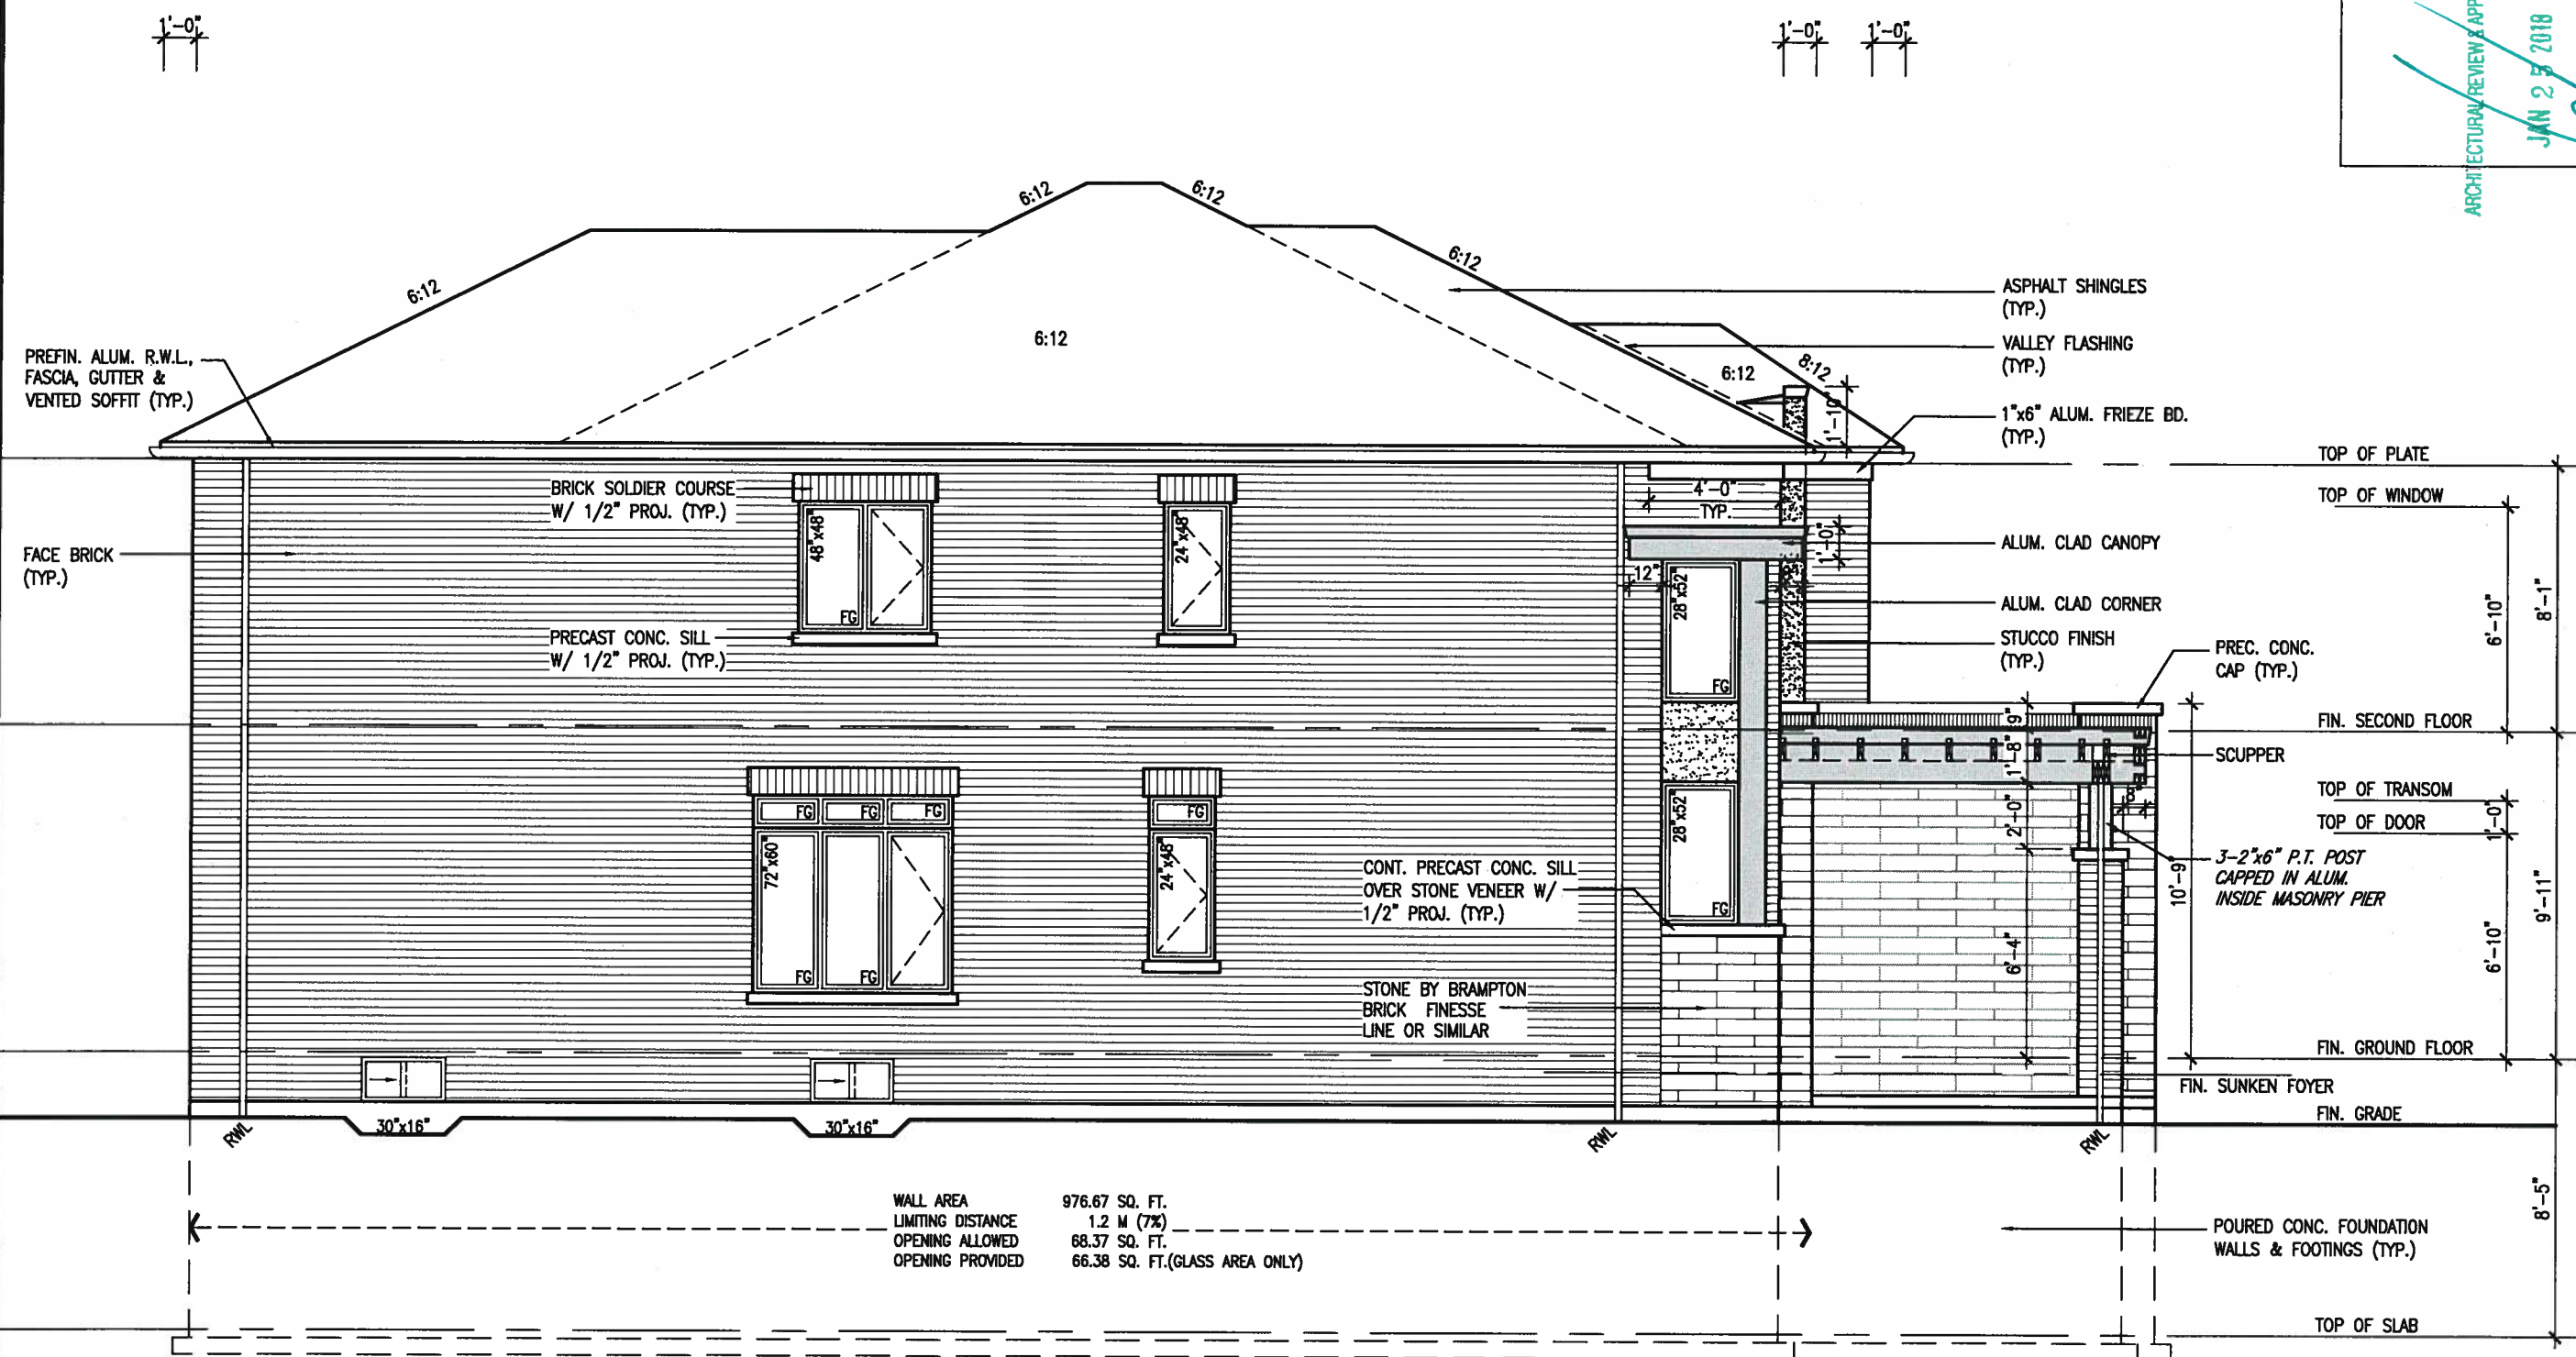 1'-0"
1'-0"
1'-0"
ARCHITECTURAL REVIEW & APP
JAN 25 2018
6:12
6:12
6:12
6:12
6:12
6:12
8:12
1'-10"
PREFIN. ALUM. R.W.L.,
FASCIA, GUTTER &
VENTED SOFFIT (TYP.)
FACE BRICK
(TYP.)
BRICK SOLDIER COURSE
W/ 1/2" PROJ. (TYP.)
PRECAST CONC. SILL
W/ 1/2" PROJ. (TYP.)
48"x48"
FG
24"x48"
4'-0"
TYP.
1'-0"
12"
28"x52"
FG
28"x52"
FG
72"x60"
FG
FG
FG
FG
FG
FG
24"x48"
CONT. PRECAST CONC. SILL
OVER STONE VENEER W/
1/2" PROJ. (TYP.)
STONE BY BRAMPTON
BRICK FINESSE
LINE OR SIMILAR
ASPHALT SHINGLES
(TYP.)
VALLEY FLASHING
(TYP.)
1"x6" ALUM. FRIEZE BD.
(TYP.)
ALUM. CLAD CANOPY
ALUM. CLAD CORNER
STUCCO FINISH
(TYP.)
PREC. CONC.
CAP (TYP.)
SCUPPER
3-2"x6" P.T. POST
CAPPED IN ALUM.
INSIDE MASONRY PIER
9"
1'-8"
2'-0"
6'-4"
8"
10'-9"
TOP OF PLATE
TOP OF WINDOW
6'-10"
8'-1"
FIN. SECOND FLOOR
TOP OF TRANSOM
1'-0"
TOP OF DOOR
6'-10"
9'-11"
FIN. GROUND FLOOR
FIN. SUNKEN FOYER
FIN. GRADE
8'-5"
TOP OF SLAB
RWL
30"x16"
30"x16"
RWL
RWL
WALL AREA 976.67 SQ. FT.
LIMITING DISTANCE 1.2 M (7%)
OPENING ALLOWED 68.37 SQ. FT.
OPENING PROVIDED 66.38 SQ. FT.(GLASS AREA ONLY)
POURED CONC. FOUNDATION
WALLS & FOOTINGS (TYP.)